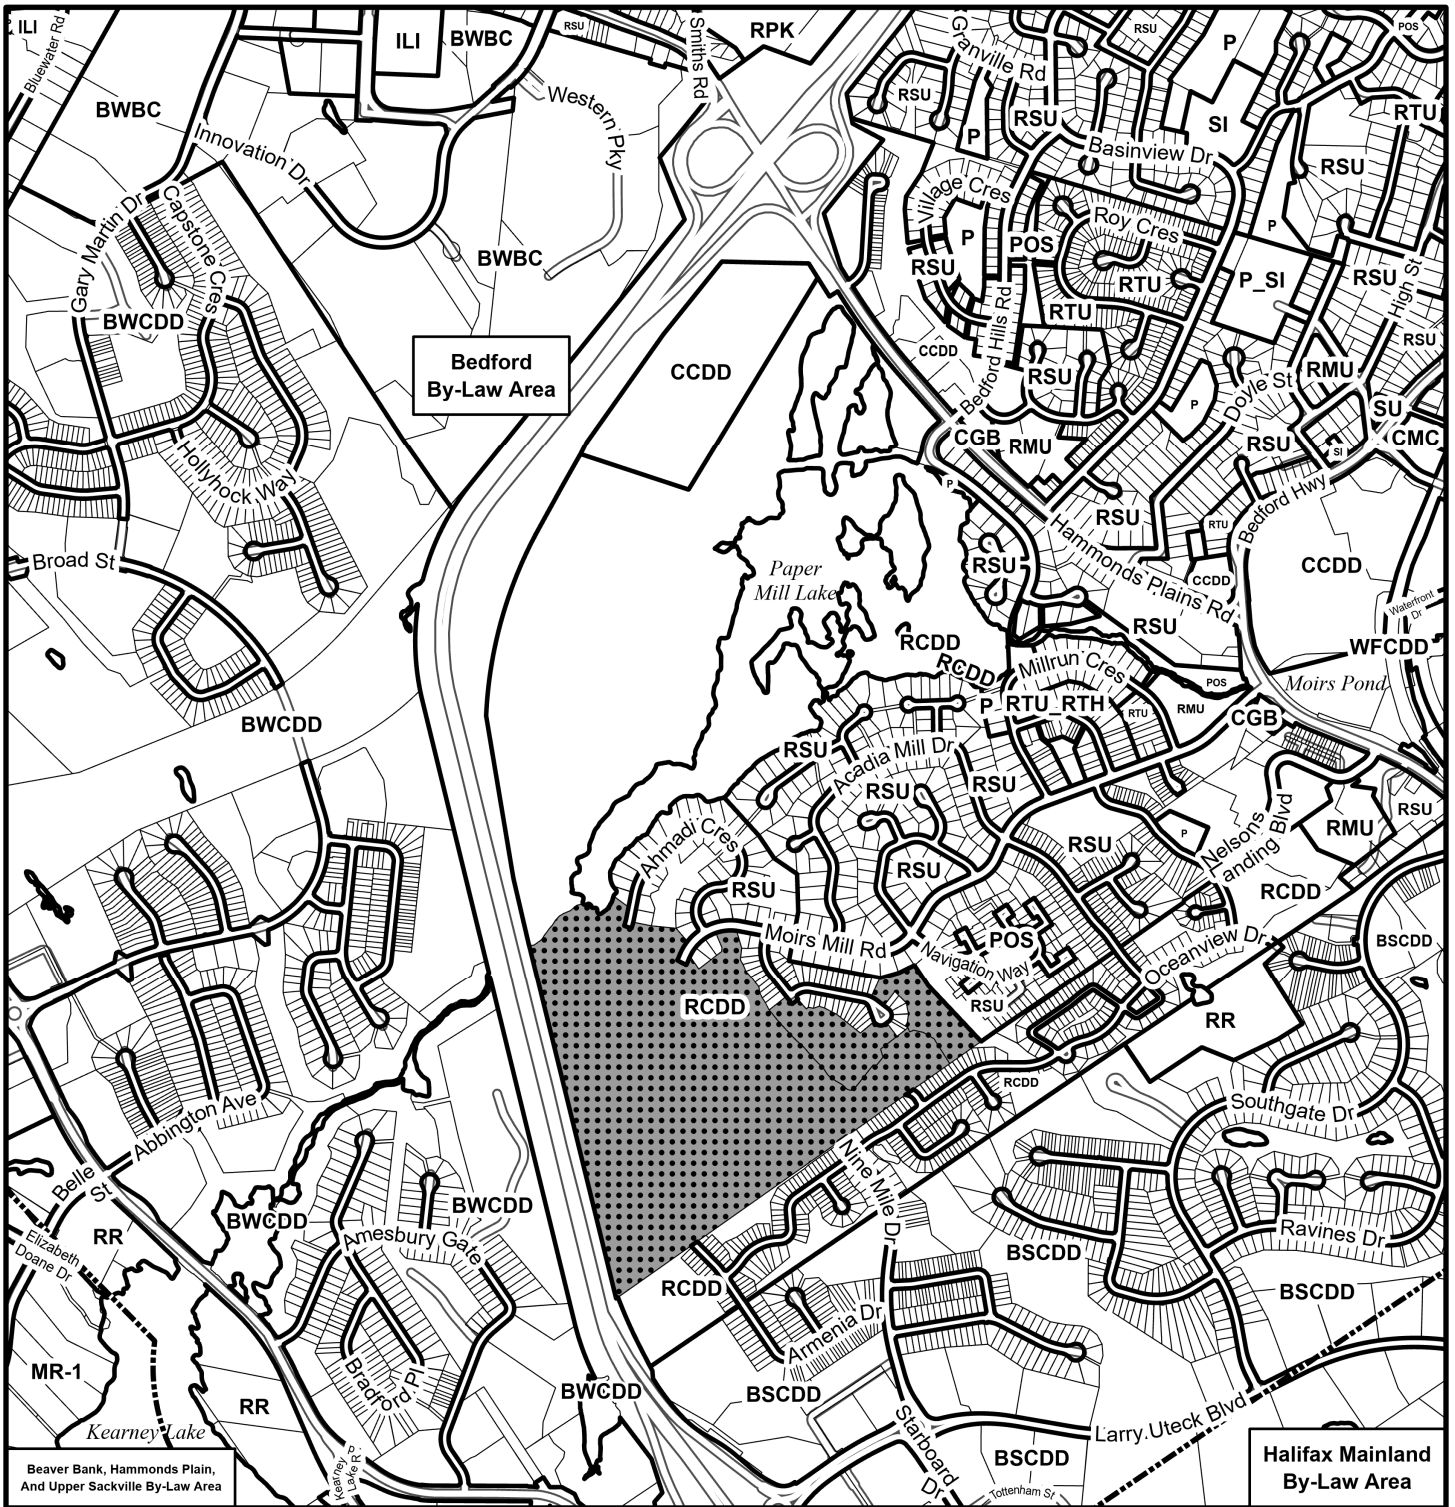 ILI
Bluewater Rd
BWBC
ILI
BWBC
RSU
Smiths Rd
RPK
Granville Rd
RSU
P
POS
RSU
P
RSU
SI
RTU
Innovation Dr
Western Pky
Basinview Dr
RSU
Gary Martin Dr
Capstone Cres
Village Cres
P
POS
Roy Cres
P
BWBC
RSU
RTU
P_SI
RSU
High St
BWCDD
RTU
Bedford Hills Rd
Bedford
By-Law Area
CCDD
CCDD
RSU
RMU
RSU
Doyle St
P
SU
Hollyhock Way
CGB
RMU
RSU
SI
CMC
P
RSU
RTU
Bedford Hwy
Broad St
Paper
Mill Lake
RSU
Hammonds Plains Rd
CCDD
CCDD
Waterfront
Dr
RSU
WFCDD
RCDD
RCDD
Millrun Cres
POS
Moirs Pond
BWCDD
P
RTU_RTH
RTU
RMU
CGB
RSU
Acadia Mill Dr
RSU
RSU
RSU
RSU
Ahmadi Cres
RSU
P
Nelsons
Landing Blvd
RMU
RSU
RSU
RCDD
Moirs Mill Rd
POS
Navigation Way
RSU
Oceanview Dr
BSCDD
RCDD
RR
RCDD
Abbington Ave
Southgate Dr
Belle
St
Nine Mile Dr
BWCDD
BWCDD
RR
Elizabeth
Doane Dr
Amesbury Gate
BSCDD
Ravines Dr
RCDD
BSCDD
Armenia Dr
MR-1
Bradford Pl
RR
BWCDD
BSCDD
Kearney Lake
Starboard
Dr
Larry Uteck Blvd
BSCDD
Kearney
Lake Rd
Tottenham St
Beaver Bank, Hammonds Plain,
And Upper Sackville By-Law Area
Halifax Mainland
By-Law Area